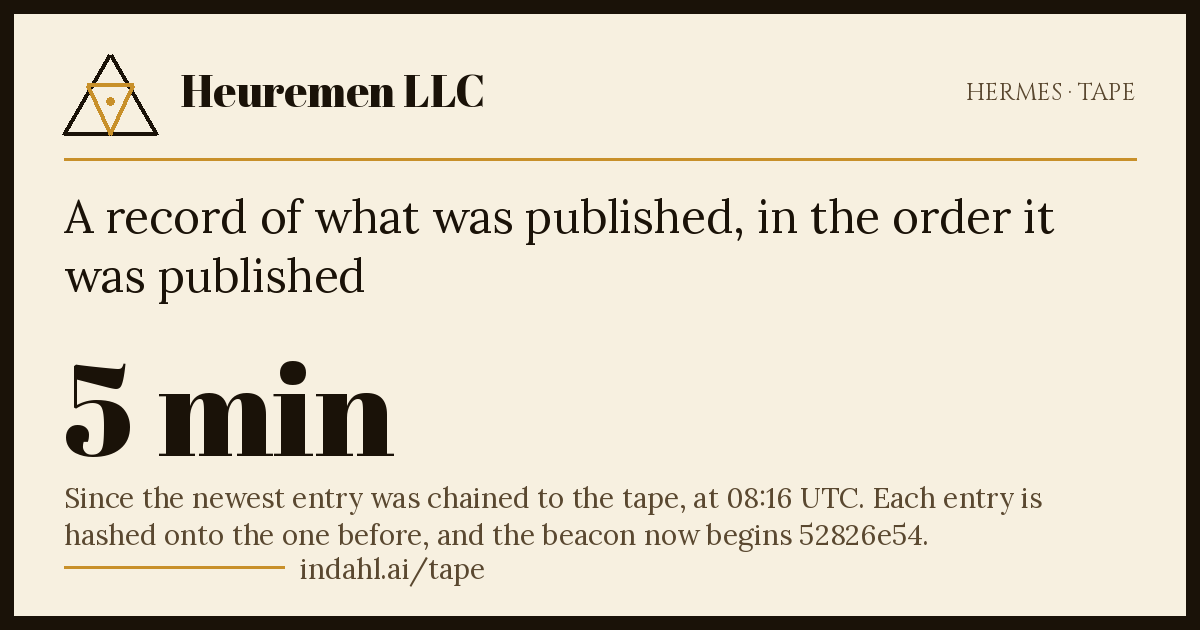 Heuremen LLC
HERMES · TAPE
A record of what was published, in the order it
was published
5 min
Since the newest entry was chained to the tape, at 08:16 UTC. Each entry is
hashed onto the one before, and the beacon now begins 52826e54.
indahl.ai/tape